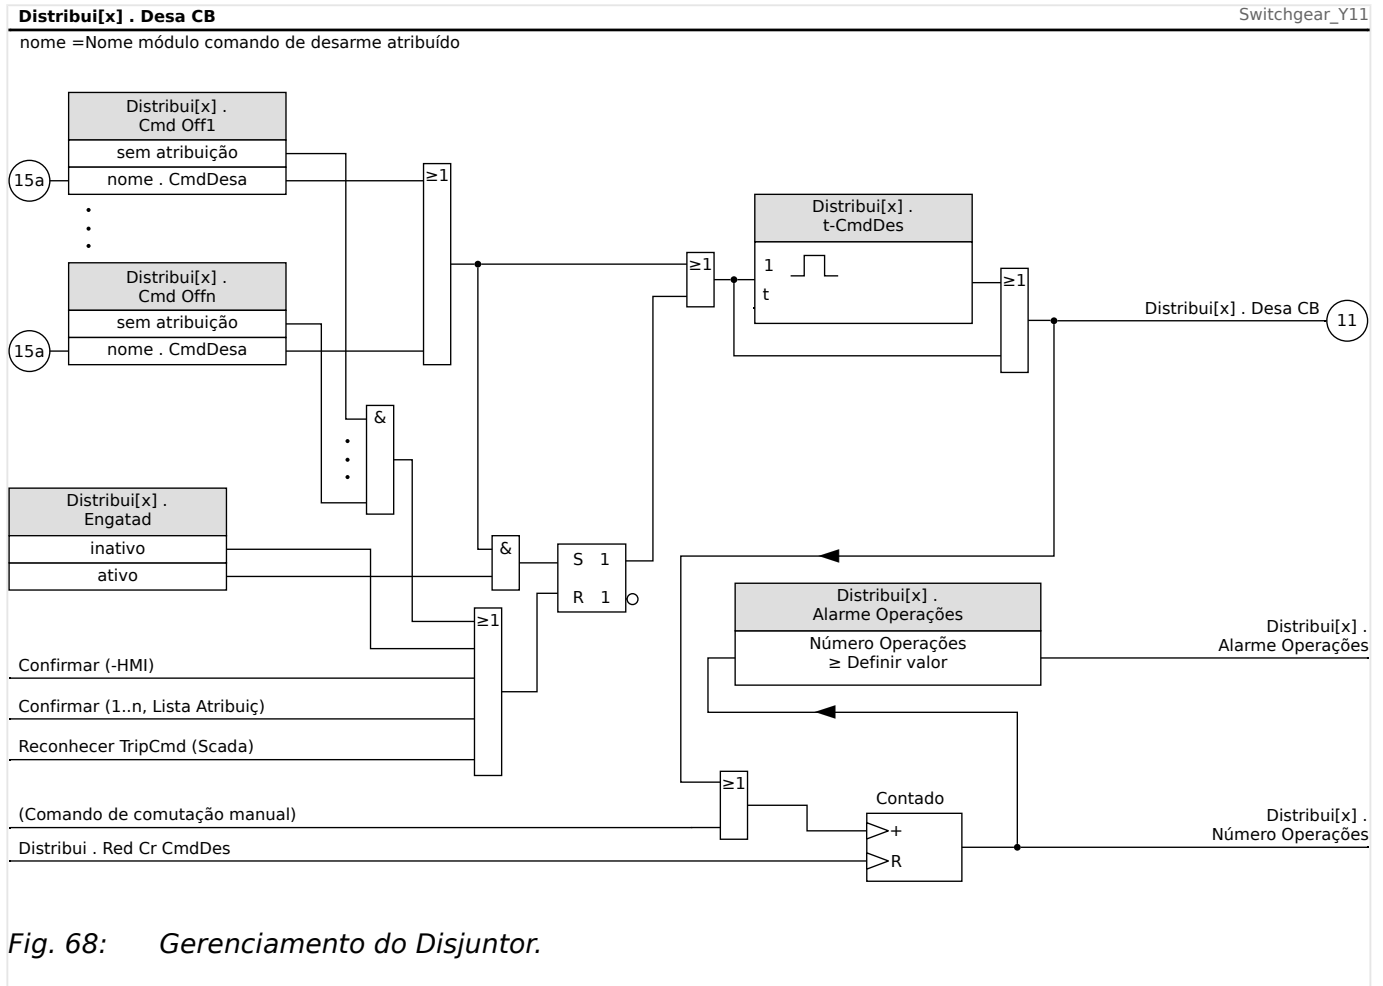 Distribui[x] . Desa CB
Switchgear_Y11
nome =Nome módulo comando de desarme atribuído
Distribui[x] .
Cmd Off1
sem atribuição
15a
nome . CmdDesa
≥1
Distribui[x] .
t-CmdDes
1
t
≥1
≥1
Distribui[x] .
Cmd Offn
sem atribuição
15a
nome . CmdDesa
Distribui[x] . Desa CB
11
&
Distribui[x] .
Engatad
inativo
ativo
&
S 1
R 1
≥1
Distribui[x] .
Alarme Operações
Número Operações
≥ Definir valor
Distribui[x] .
Alarme Operações
Confirmar (-HMI)
Confirmar (1..n, Lista Atribuiç)
Reconhecer TripCmd (Scada)
≥1
(Comando de comutação manual)
Distribui . Red Cr CmdDes
Contado
+
R
Distribui[x] .
Número Operações
Fig. 68: Gerenciamento do Disjuntor.